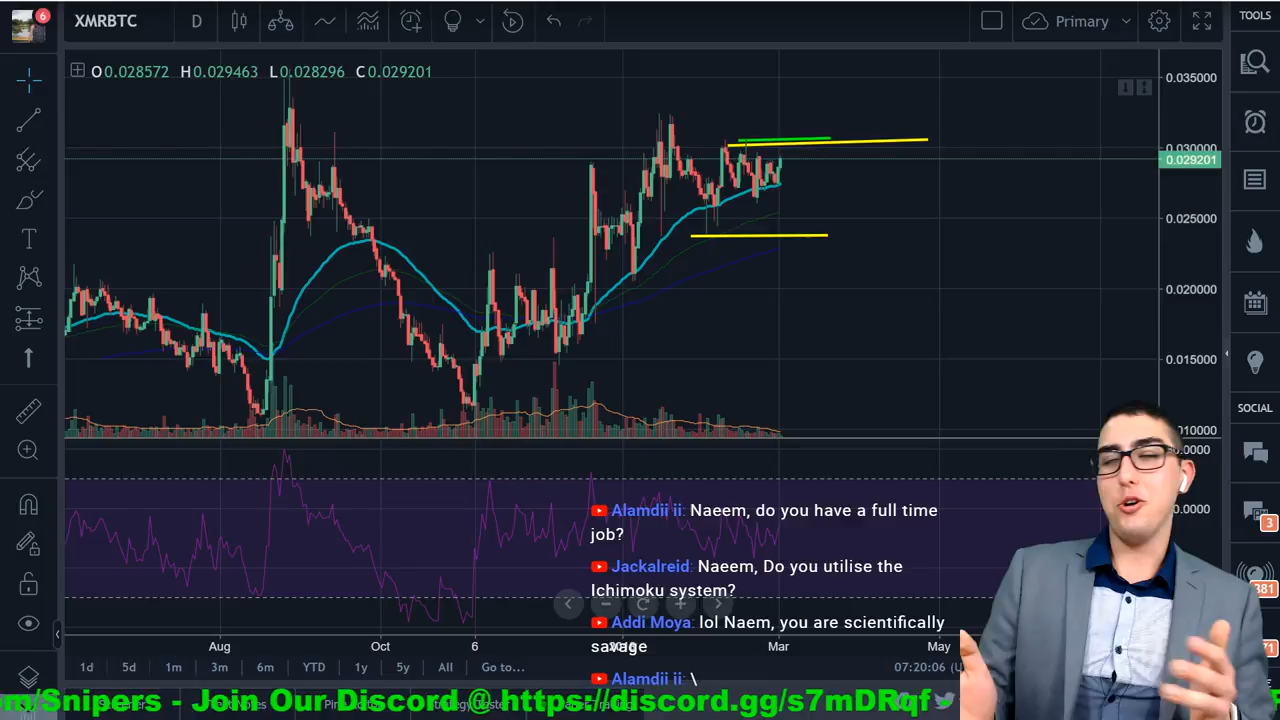 6
XMRBTC
D
Primary
TOOLS
O0.028572 H0.029463 L0.028296 C0.029201
0.035000
0.030000
0.029201
0.025000
0.020000
0.015000
SOCIAL
Alamdii ii: Naeem, do you have a full time
job?
Jackalreid: Naeem, Do you utilise the
Ichimoku system?
Addi Moya: lol Naem, you are scientifically
savage
Alamdii ii: \
3
381
Aug
Oct
6
Mar
May
1d
5d
1m
3m
6m
YTD
1y
5y
All
Go to...
07:20:06
om/Snipers - Join Our Discord @ https://discord.gg/s7mDRqf -